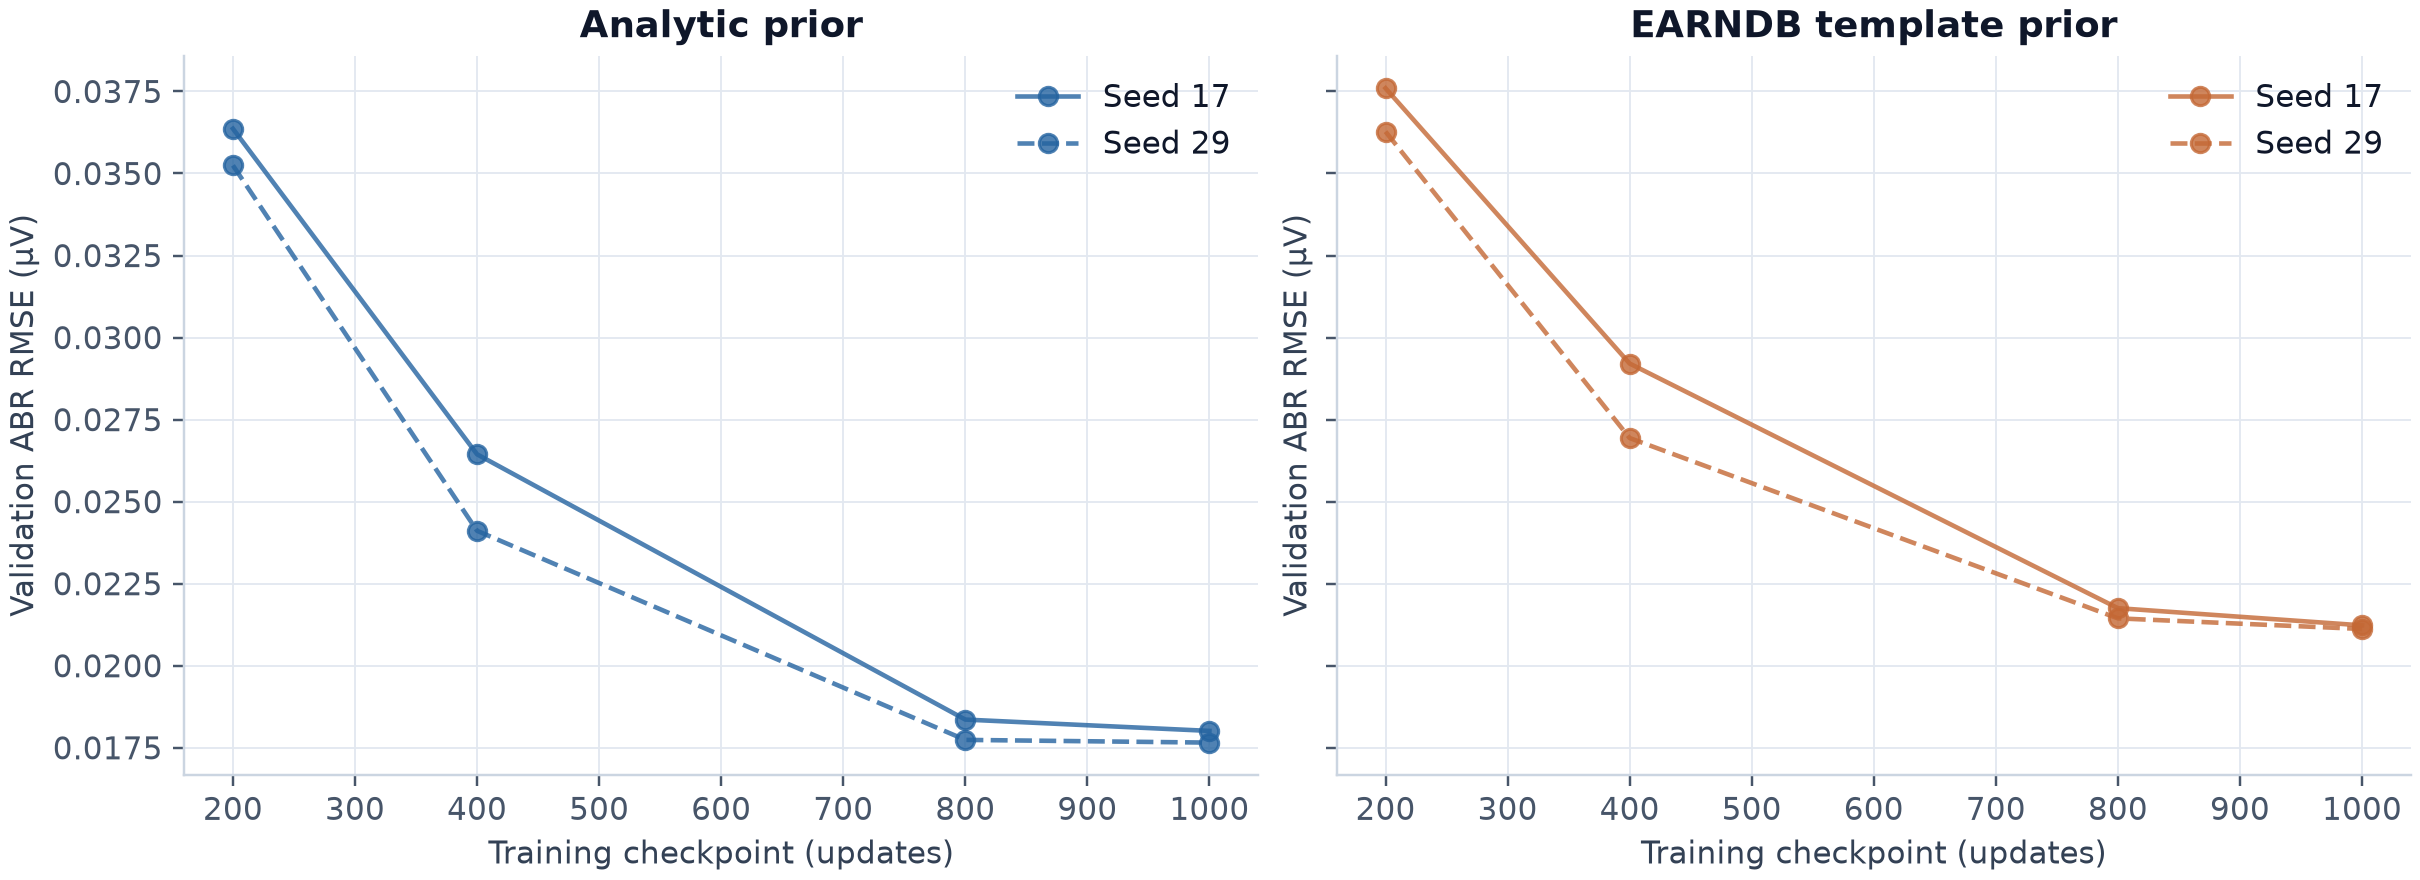 Analytic prior
Validation ABR RMSE (µV)
0.0375
0.0350
0.0325
0.0300
0.0275
0.0250
0.0225
0.0200
0.0175
Seed 17
Seed 29
200 300 400 500 600 700 800 900 1000
Training checkpoint (updates)
EARNDB template prior
Validation ABR RMSE (µV)
Seed 17
Seed 29
200 300 400 500 600 700 800 900 1000
Training checkpoint (updates)